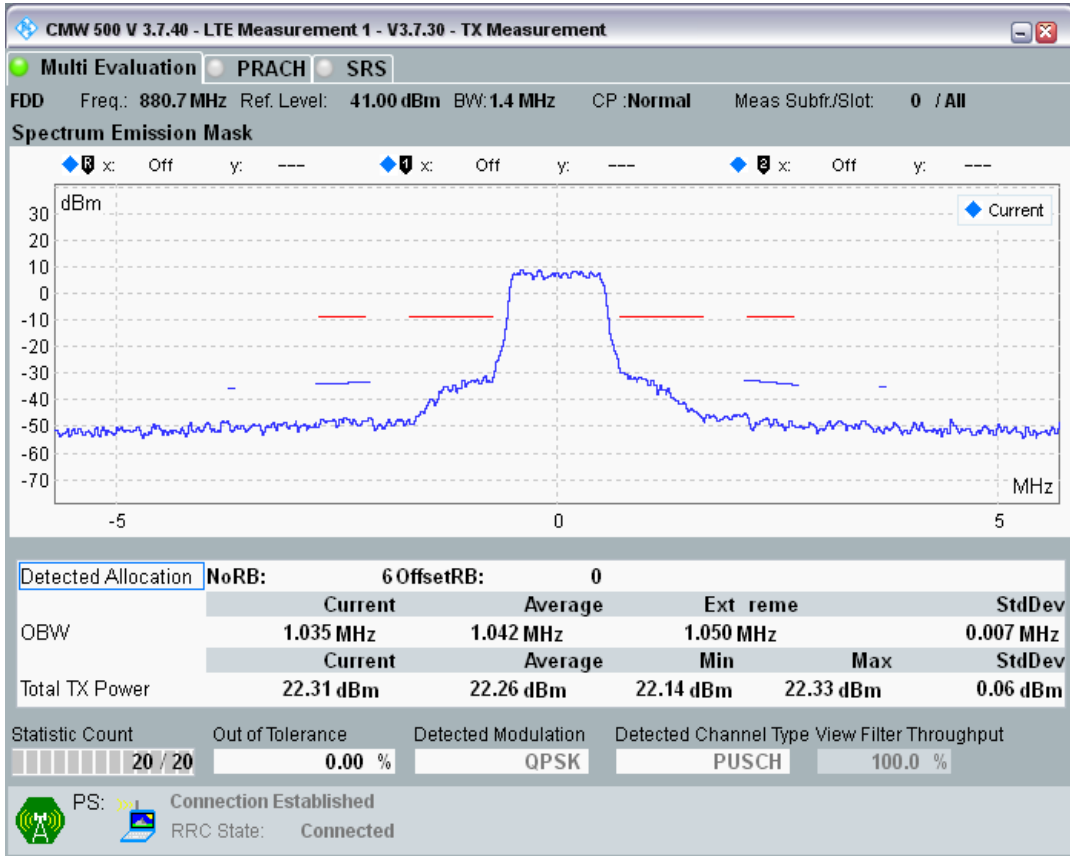 CMW 500 V 3.7.40 - LTE Measurement 1 - V3.7.30 - TX Measurement
Multi Evaluation PRACH SRS
FDD Freq.: 880.7 MHz Ref. Level: 41.00 dBm BW: 1.4 MHz CP :Normal Meas Subfr./Slot: 0 / All
Spectrum Emission Mask
R x: Off y: --- 1 x: Off y: --- 2 x: Off y: ---
dBm
Current
30
20
10
0
-10
-20
-30
-40
-50
-60
-70
MHz
-5 0 5
Detected Allocation NoRB: 6 OffsetRB: 0
Current Average Ext reme StdDev
OBW 1.035 MHz 1.042 MHz 1.050 MHz 0.007 MHz
Current Average Min Max StdDev
Total TX Power 22.31 dBm 22.26 dBm 22.14 dBm 22.33 dBm 0.06 dBm
Statistic Count Out of Tolerance Detected Modulation Detected Channel Type View Filter Throughput
20 / 20 0.00 % QPSK PUSCH 100.0 %
PS: Connection Established
RRC State: Connected